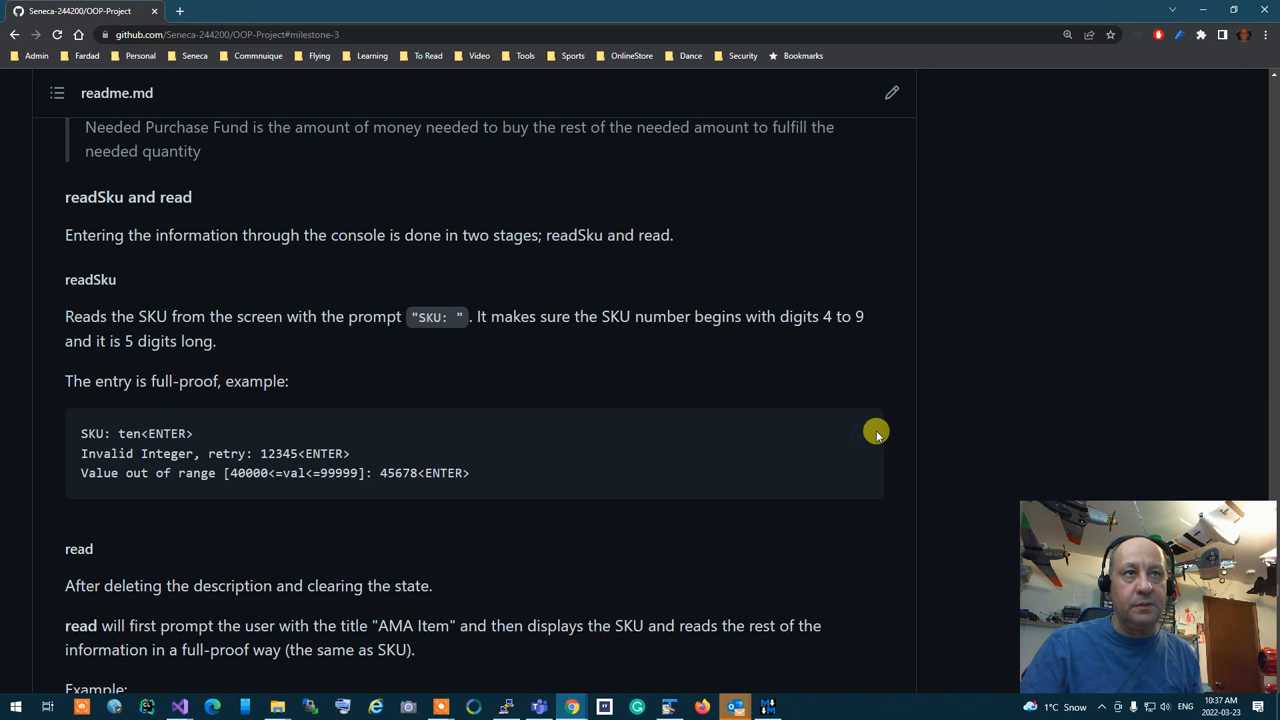 Seneca-244200/OOP-Project
github.com/Seneca-244200/OOP-Project#milestone-3
Admin Fardad Personal Seneca Commnuique Flying Learning To Read Video Tools Sports OnlineStore Dance Security Bookmarks
readme.md
Needed Purchase Fund is the amount of money needed to buy the rest of the needed amount to fulfill the
needed quantity
readSku and read
Entering the information through the console is done in two stages; readSku and read.
readSku
Reads the SKU from the screen with the prompt "SKU: ". It makes sure the SKU number begins with digits 4 to 9
and it is 5 digits long.
The entry is full-proof, example:
SKU: ten<ENTER>
Invalid Integer, retry: 12345<ENTER>
Value out of range [40000<=val<=99999]: 45678<ENTER>
read
After deleting the description and clearing the state.
read will first prompt the user with the title "AMA Item" and then displays the SKU and reads the rest of the
information in a full-proof way (the same as SKU).
Example:
1°C Snow ENG 10:37 AM
2022-03-23